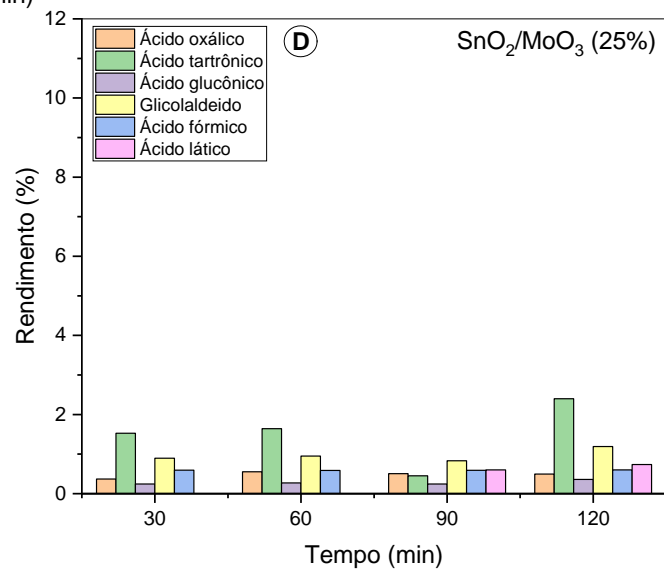 min)
D
SnO₂/MoO₃ (25%)
Ácido oxálico
Ácido tartrônico
Ácido glucônico
Glicolaldeido
Ácido fórmico
Ácido lático
Rendimento (%)
12
10
8
6
4
2
0
30 60 90 120
Tempo (min)